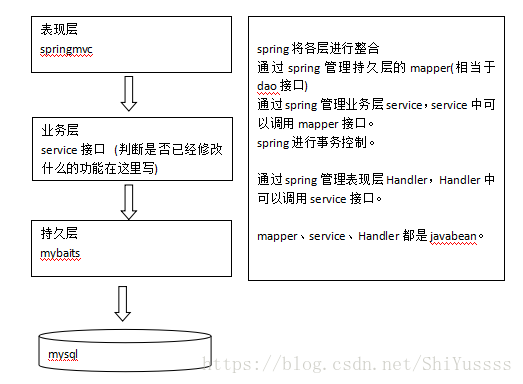 表现层
springmvc
业务层
service 接口（判断是否已经修改
什么的功能在这里写)
持久层
mybaits
mysql
spring 将各层进行整合
通过 spring 管理持久层的 mapper(相当于
dao 接口)
通过 spring 管理业务层 service，service 中可
以调用 mapper 接口。
spring 进行事务控制。
通过 spring 管理表现层 Handler，Handler 中
可以调用 service 接口。
mapper、service、Handler 都是 javabean。
https://blog.csdn.net/ShiYussss